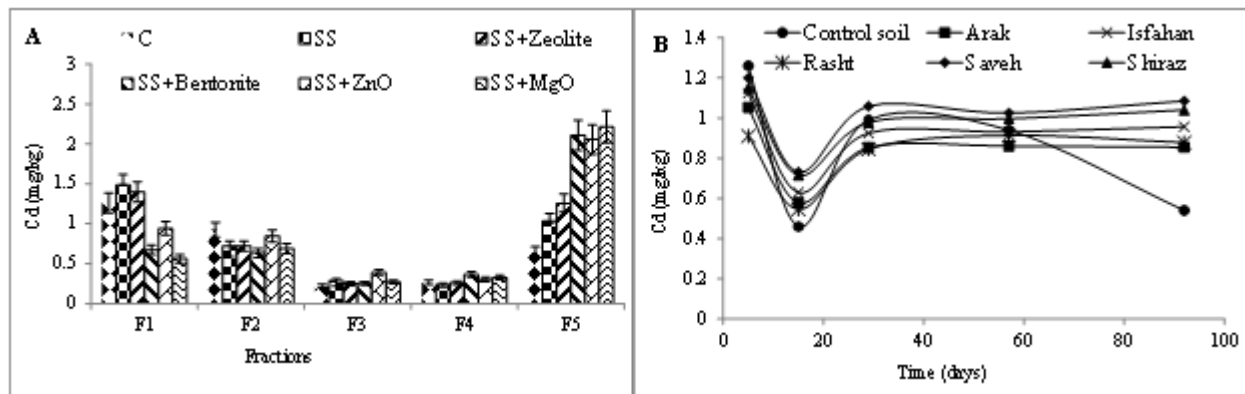 A
C SS SS+Zeolite
SS+Bentonite SS+ZnO SS+MgO
3
2.5
2
1.5
1
0.5
0
Cd (mg/kg)
F1 F2 F3 F4 F5
Fractions
B
Control soil Arak Isfahan
Rasht Saveh Shiraz
1.4
1.2
1
0.8
0.6
0.4
0.2
0
Cd (mg/kg)
0 20 40 60 80 100
Time (days)